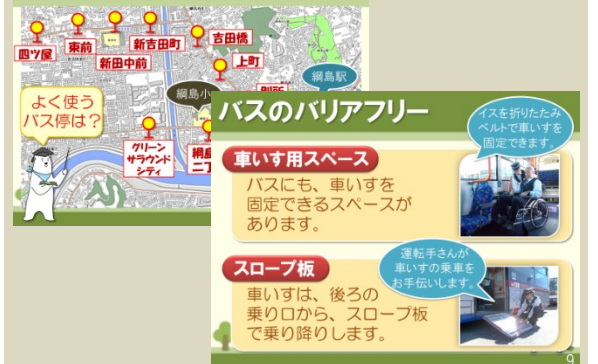 四ツ屋
東前
新田中前
新吉田町
吉田橋
上町
別所
綱島駅
綱島小
よく使う
バス停は？
グリーン
サラウンド
シティ
バスのバリアフリー
イスを折りたたみ
ベルトで車いすを
固定できます。
車いす用スペース
バスにも、車いすを
固定できるスペースが
あります。
運転手さんが
車いすの乗車を
お手伝いします。
スロープ板
車いすは、後ろの
乗り口から、スロープ板
で乗り降りします。
9